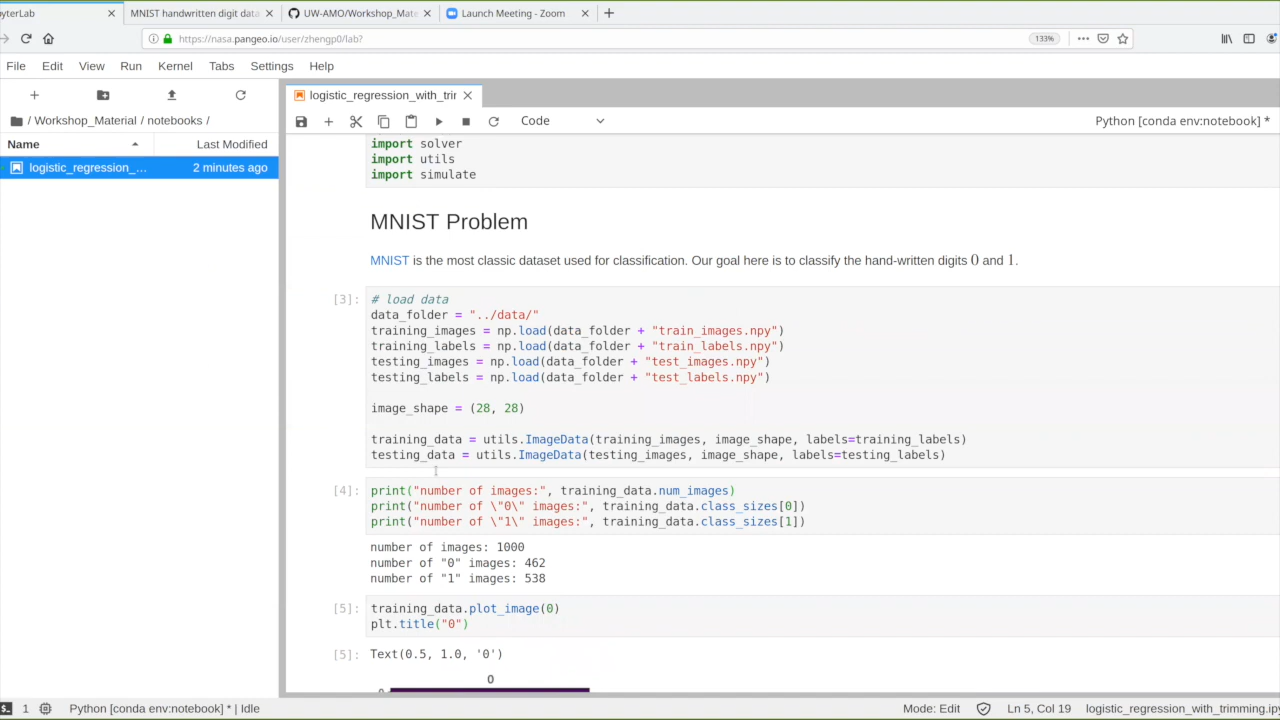 yterLab
MNIST handwritten digit data
UW-AMO/Workshop_Mate
Launch Meeting - Zoom
https://nasa.pangeo.io/user/zhengp0/lab?
133%
File Edit View Run Kernel Tabs Settings Help
logistic_regression_with_trir
/ Workshop_Material / notebooks /
Code
Python [conda env:notebook] *
Name Last Modified
logistic_regression_… 2 minutes ago
import solver
import utils
import simulate
MNIST Problem
MNIST is the most classic dataset used for classification. Our goal here is to classify the hand-written digits 0 and 1.
[3]:
# load data
data_folder = "../data/"
training_images = np.load(data_folder + "train_images.npy")
training_labels = np.load(data_folder + "train_labels.npy")
testing_images = np.load(data_folder + "test_images.npy")
testing_labels = np.load(data_folder + "test_labels.npy")
image_shape = (28, 28)
training_data = utils.ImageData(training_images, image_shape, labels=training_labels)
testing_data = utils.ImageData(testing_images, image_shape, labels=testing_labels)
[4]:
print("number of images:", training_data.num_images)
print("number of \"0\" images:", training_data.class_sizes[0])
print("number of \"1\" images:", training_data.class_sizes[1])
number of images: 1000
number of "0" images: 462
number of "1" images: 538
[5]:
training_data.plot_image(0)
plt.title("0")
[5]:
Text(0.5, 1.0, '0')
0
1 Python [conda env:notebook] * | Idle
Mode: Edit Ln 5, Col 19 logistic_regression_with_trimming.ipy